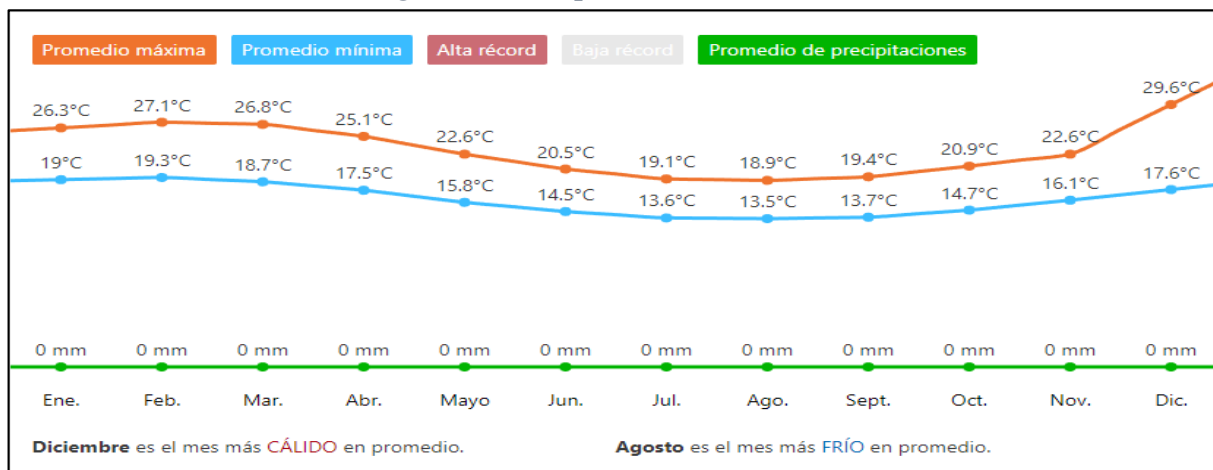 Promedio máxima Promedio mínima Alta récord Baja récord Promedio de precipitaciones
26.3°C 27.1°C 26.8°C 25.1°C 22.6°C 20.5°C 19.1°C 18.9°C 19.4°C 20.9°C 22.6°C 29.6°C
19°C 19.3°C 18.7°C 17.5°C 15.8°C 14.5°C 13.6°C 13.5°C 13.7°C 14.7°C 16.1°C 17.6°C
0 mm 0 mm 0 mm 0 mm 0 mm 0 mm 0 mm 0 mm 0 mm 0 mm 0 mm 0 mm
Ene. Feb. Mar. Abr. Mayo Jun. Jul. Ago. Sept. Oct. Nov. Dic.
Diciembre es el mes más CÁLIDO en promedio. Agosto es el mes más FRÍO en promedio.